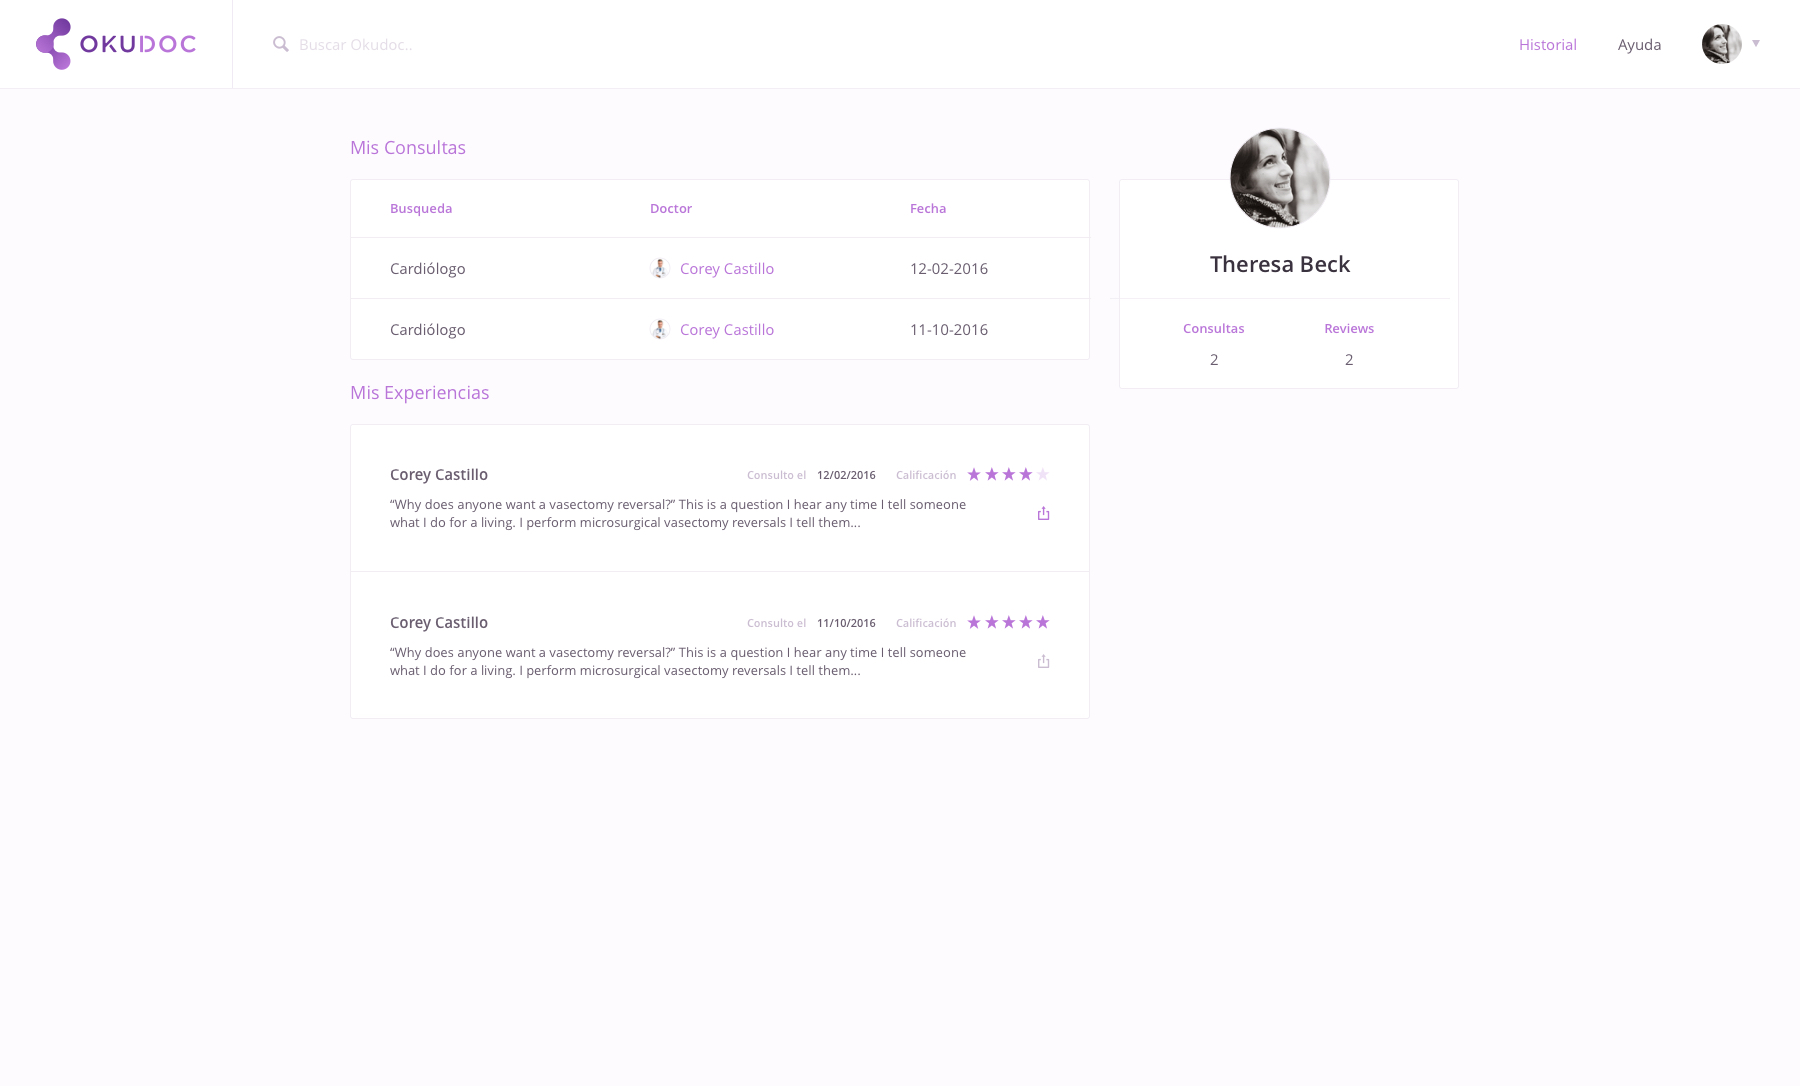 OKUDOC
Buscar Okudoc..
Historial
Ayuda
Mis Consultas
Busqueda Doctor Fecha
Cardiólogo Corey Castillo 12-02-2016
Cardiólogo Corey Castillo 11-10-2016
Theresa Beck
Consultas Reviews
2 2
Mis Experiencias
Corey Castillo Consulto el 12/02/2016 Calificación
“Why does anyone want a vasectomy reversal?” This is a question I hear any time I tell someone
what I do for a living. I perform microsurgical vasectomy reversals I tell them...
Corey Castillo Consulto el 11/10/2016 Calificación
“Why does anyone want a vasectomy reversal?” This is a question I hear any time I tell someone
what I do for a living. I perform microsurgical vasectomy reversals I tell them...